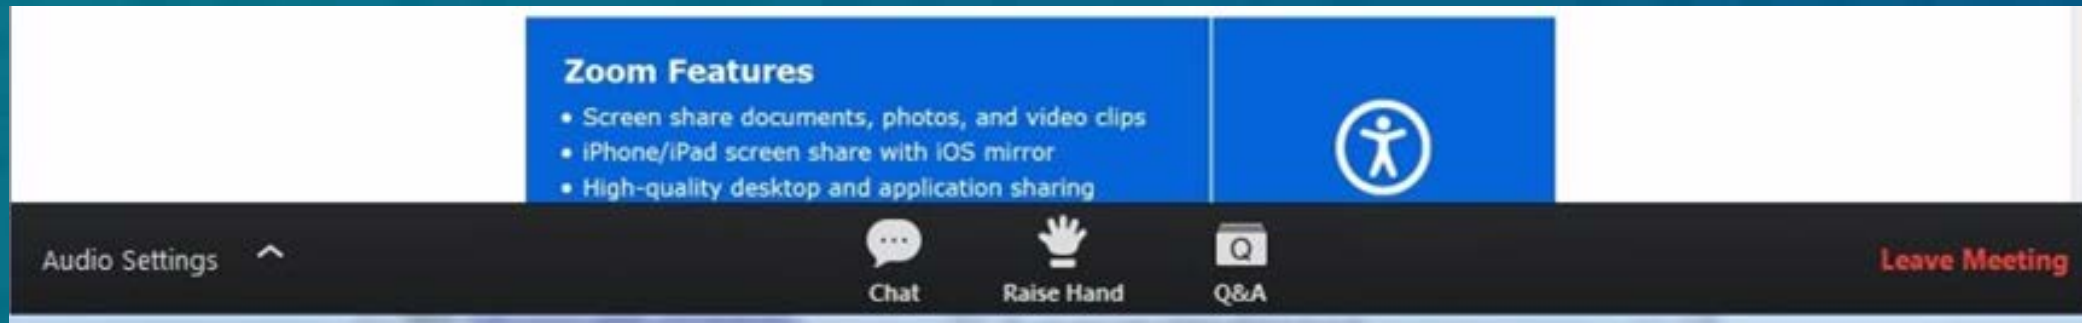 Zoom Features
• Screen share documents, photos, and video clips
• iPhone/iPad screen share with iOS mirror
• High-quality desktop and application sharing
Audio Settings
Chat
Raise Hand
Q
Q&A
Leave Meeting